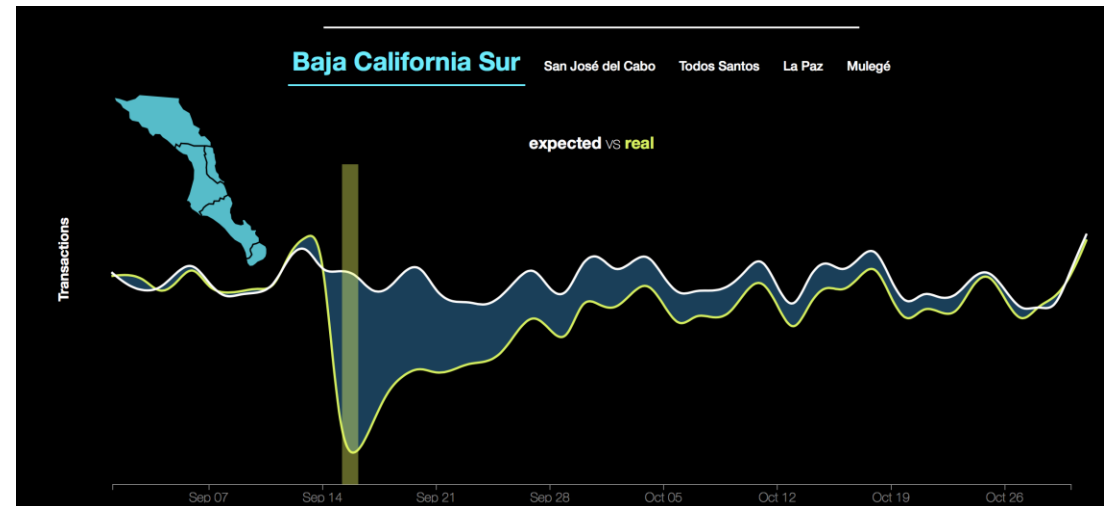 Baja California Sur San José del Cabo Todos Santos La Paz Mulegé
expected vs real
Transactions
Sep 07 Sep 14 Sep 21 Sep 28 Oct 05 Oct 12 Oct 19 Oct 26